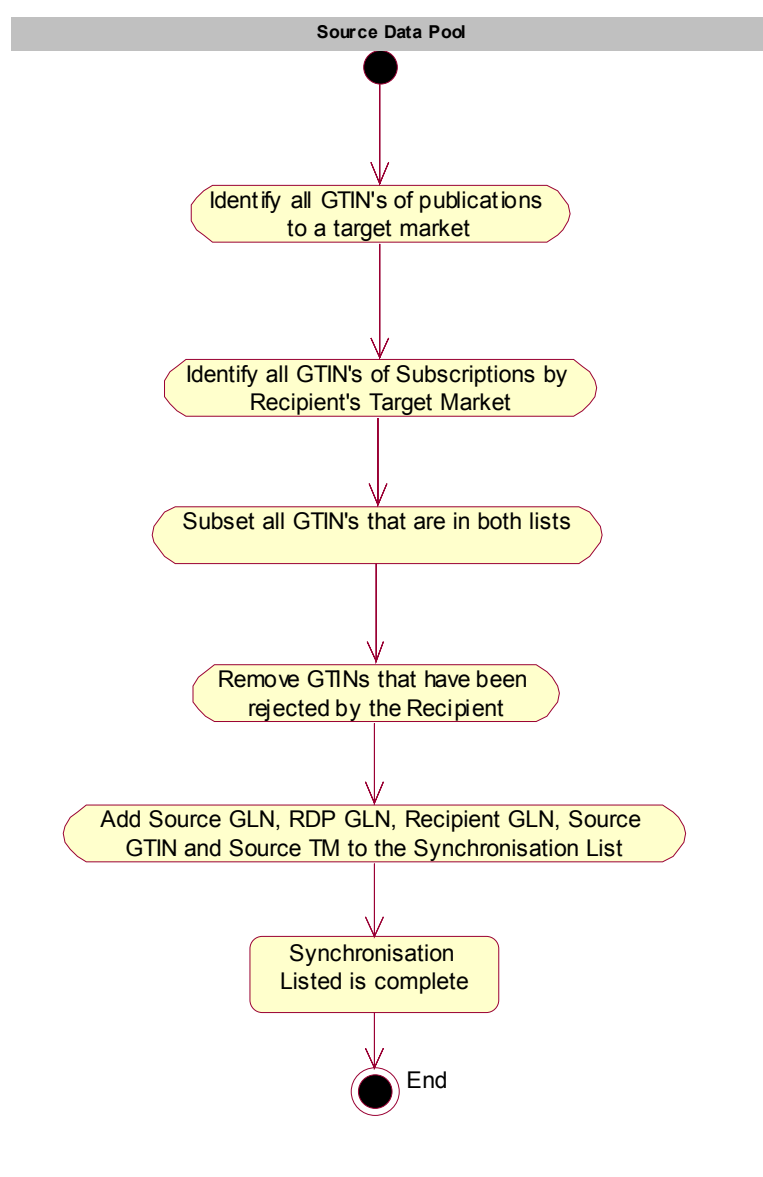 Source Data Pool
Identify all GTIN's of publications
to a target market
Identify all GTIN's of Subscriptions by
Recipient's Target Market
Subset all GTIN's that are in both lists
Remove GTINs that have been
rejected by the Recipient
Add Source GLN, RDP GLN, Recipient GLN, Source
GTIN and Source TM to the Synchronisation List
Synchronisation
Listed is complete
End